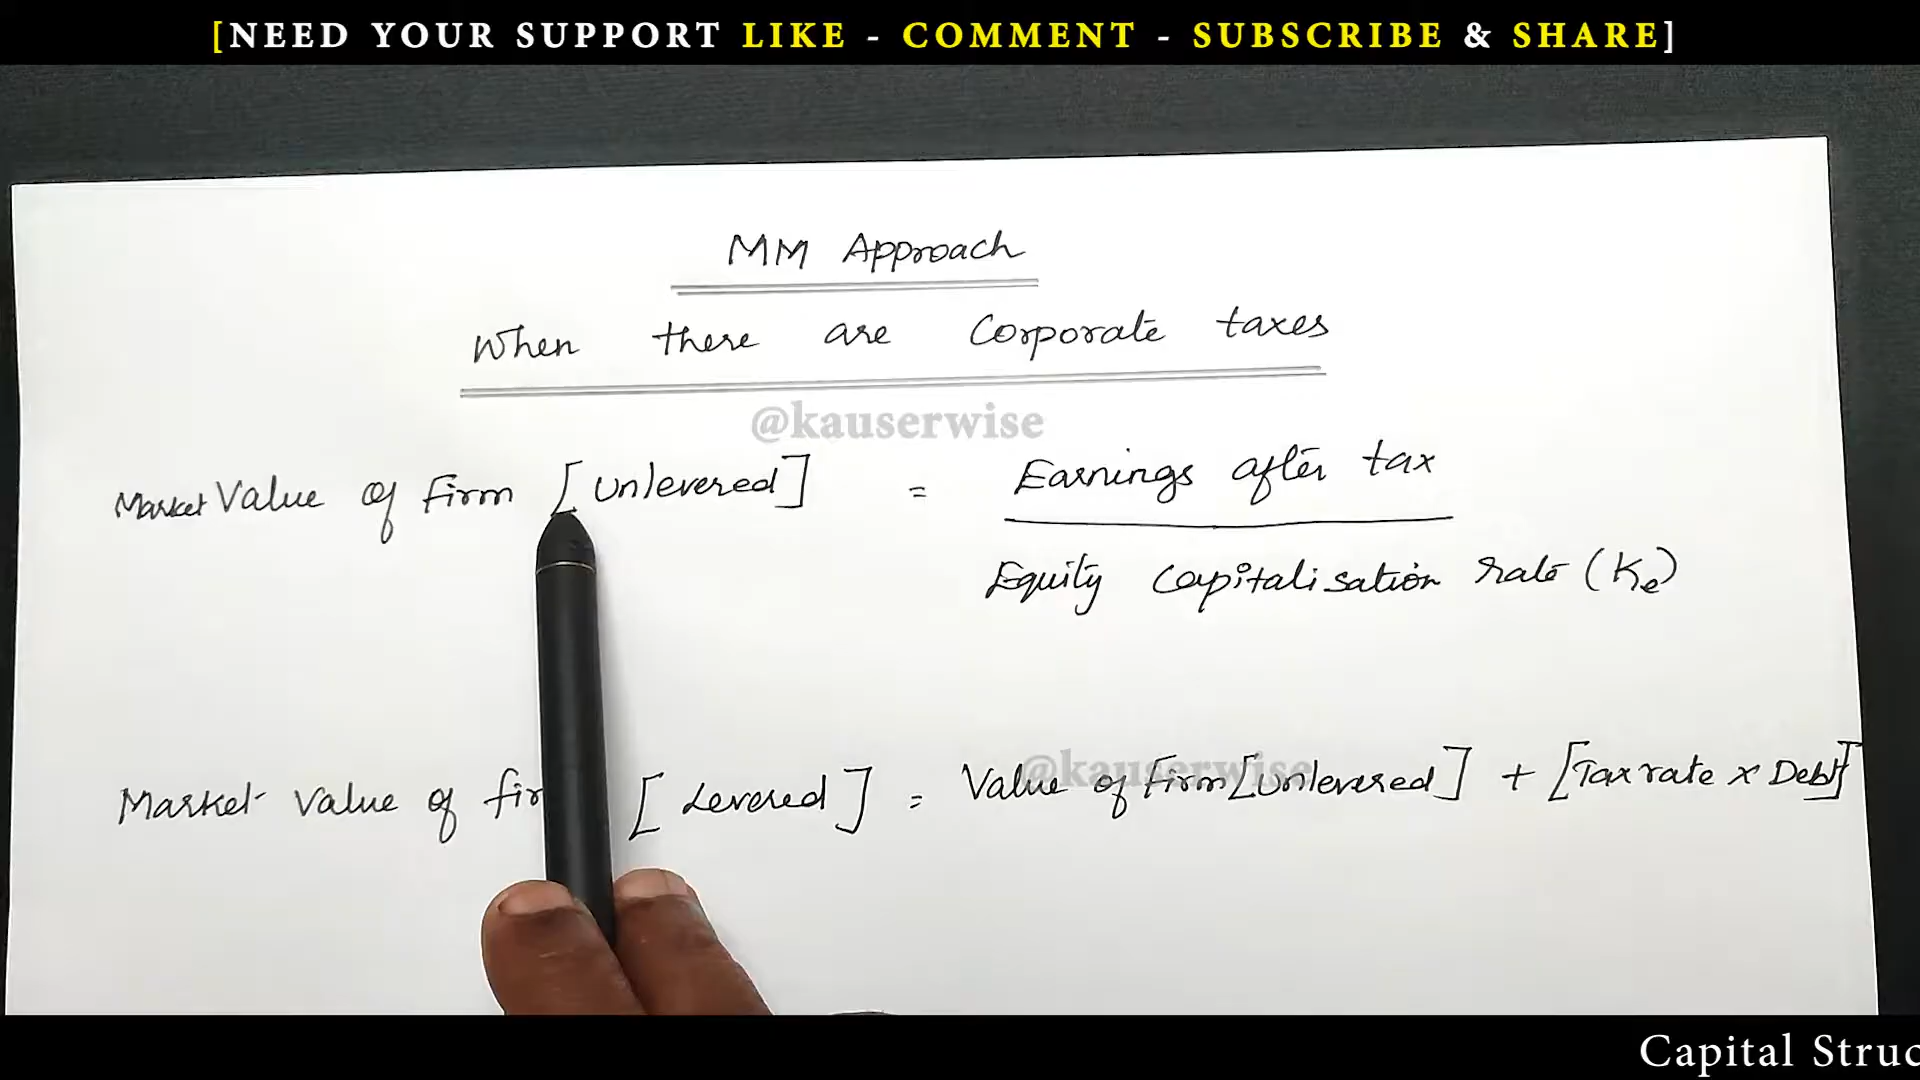 [NEED YOUR SUPPORT LIKE - COMMENT - SUBSCRIBE & SHARE]
MM Approach
When there are Corporate taxes
@kauserwise
Market Value of firm [Unlevered] = Earnings after tax
Equity Capitalisation rate (Ke)
@kauserwise
Market Value of fir [Levered] = Value of Firm [Unlevered] + [Tax rate x Debt]
Capital Struc